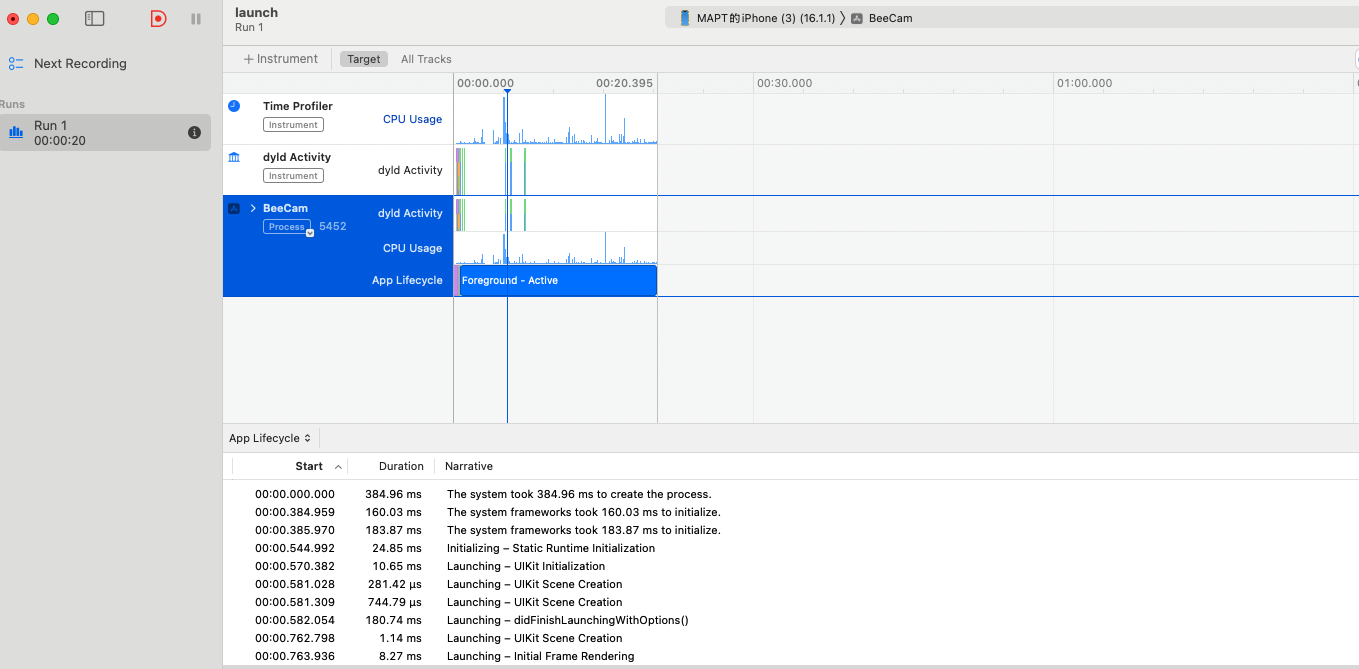 launch
Run 1
MAPT的iPhone (3) (16.1.1) 〉 BeeCam
Next Recording
Runs
Run 1
00:00:20
+ Instrument
Target
All Tracks
00:00.000
00:20.395
00:30.000
01:00.000
Time Profiler
Instrument
CPU Usage
dyld Activity
Instrument
dyld Activity
BeeCam
Process 5452
dyld Activity
CPU Usage
App Lifecycle
Foreground - Active
App Lifecycle
Start Duration Narrative
00:00.000.000 384.96 ms The system took 384.96 ms to create the process.
00:00.384.959 160.03 ms The system frameworks took 160.03 ms to initialize.
00:00.385.970 183.87 ms The system frameworks took 183.87 ms to initialize.
00:00.544.992 24.85 ms Initializing – Static Runtime Initialization
00:00.570.382 10.65 ms Launching – UIKit Initialization
00:00.581.028 281.42 µs Launching – UIKit Scene Creation
00:00.581.309 744.79 µs Launching – UIKit Scene Creation
00:00.582.054 180.74 ms Launching – didFinishLaunchingWithOptions()
00:00.762.798 1.14 ms Launching – UIKit Scene Creation
00:00.763.936 8.27 ms Launching – Initial Frame Rendering